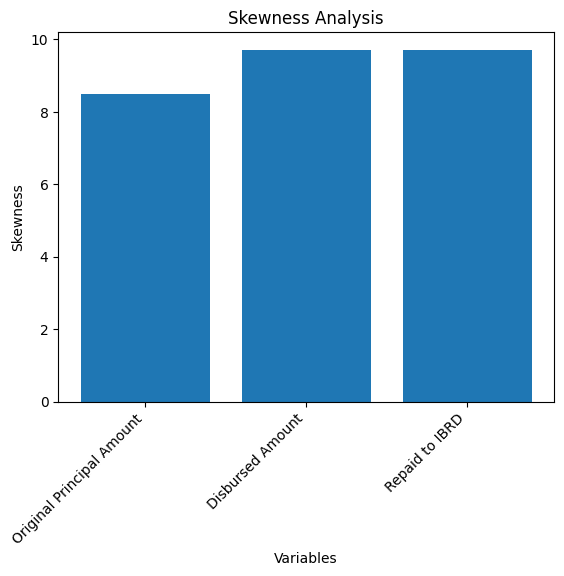 Skewness Analysis
10
8
6
4
2
0
Skewness
Original Principal Amount
Disbursed Amount
Repaid to IBRD
Variables